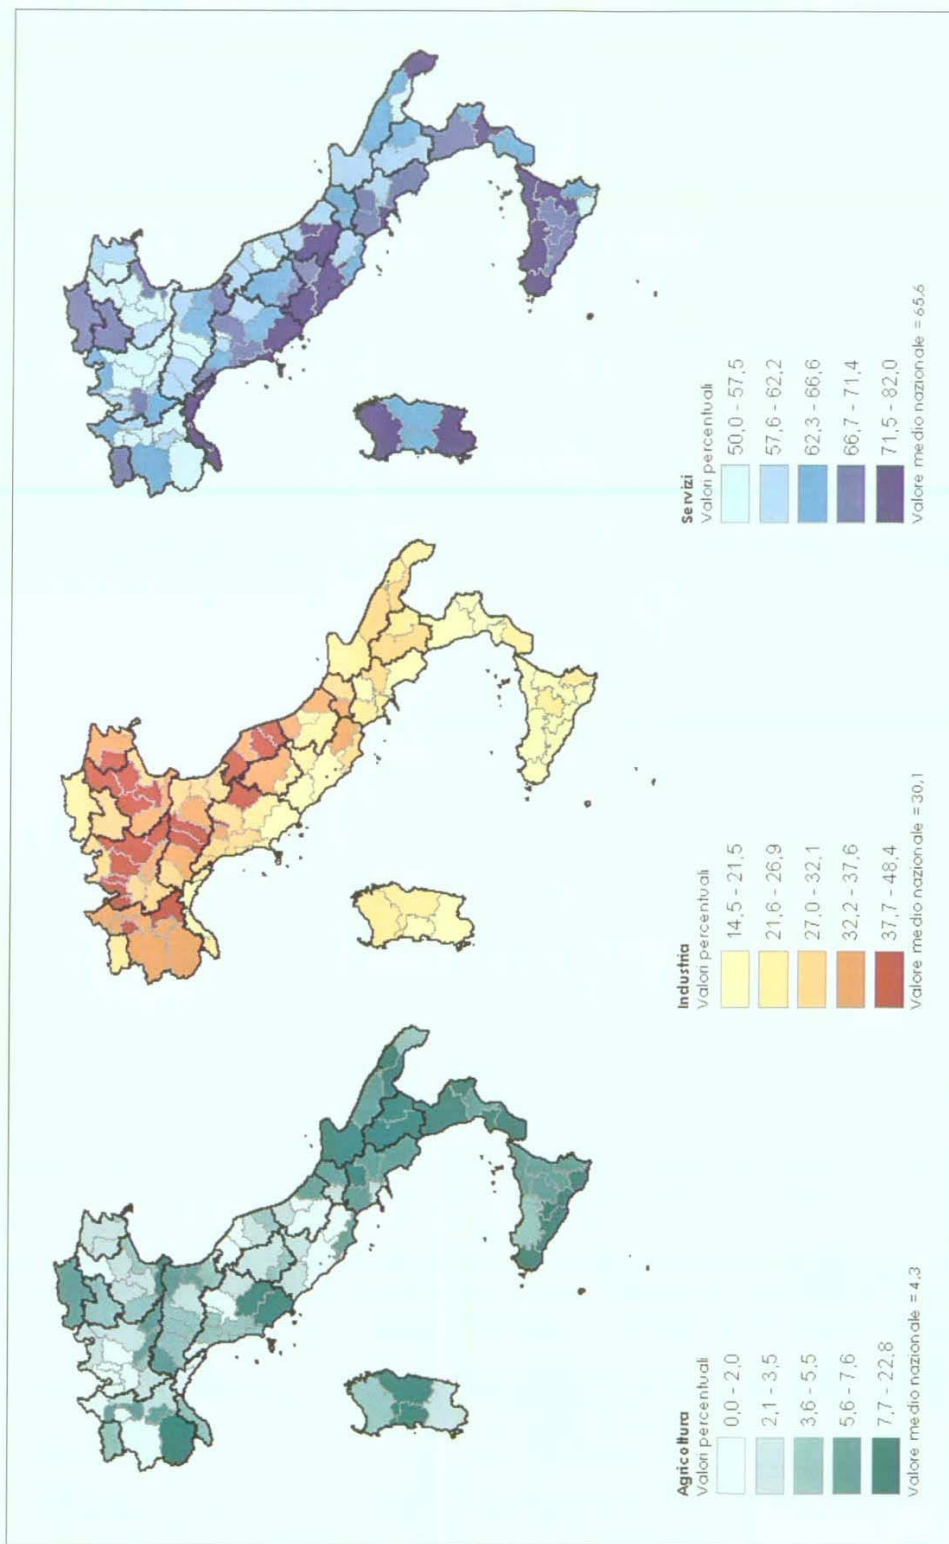 Agricoltura
Valori percentuali
0,0 - 2,0
2,1 - 3,5
3,6 - 5,5
5,6 - 7,6
7,7 - 22,8
Valore medio nazionale = 4,3
Industria
Valori percentuali
14,5 - 21,5
21,6 - 26,9
27,0 - 32,1
32,2 - 37,6
37,7 - 48,4
Valore medio nazionale = 30,1
Servizi
Valori percentuali
50,0 - 57,5
57,6 - 62,2
62,3 - 66,6
66,7 - 71,4
71,5 - 82,0
Valore medio nazionale = 65,6